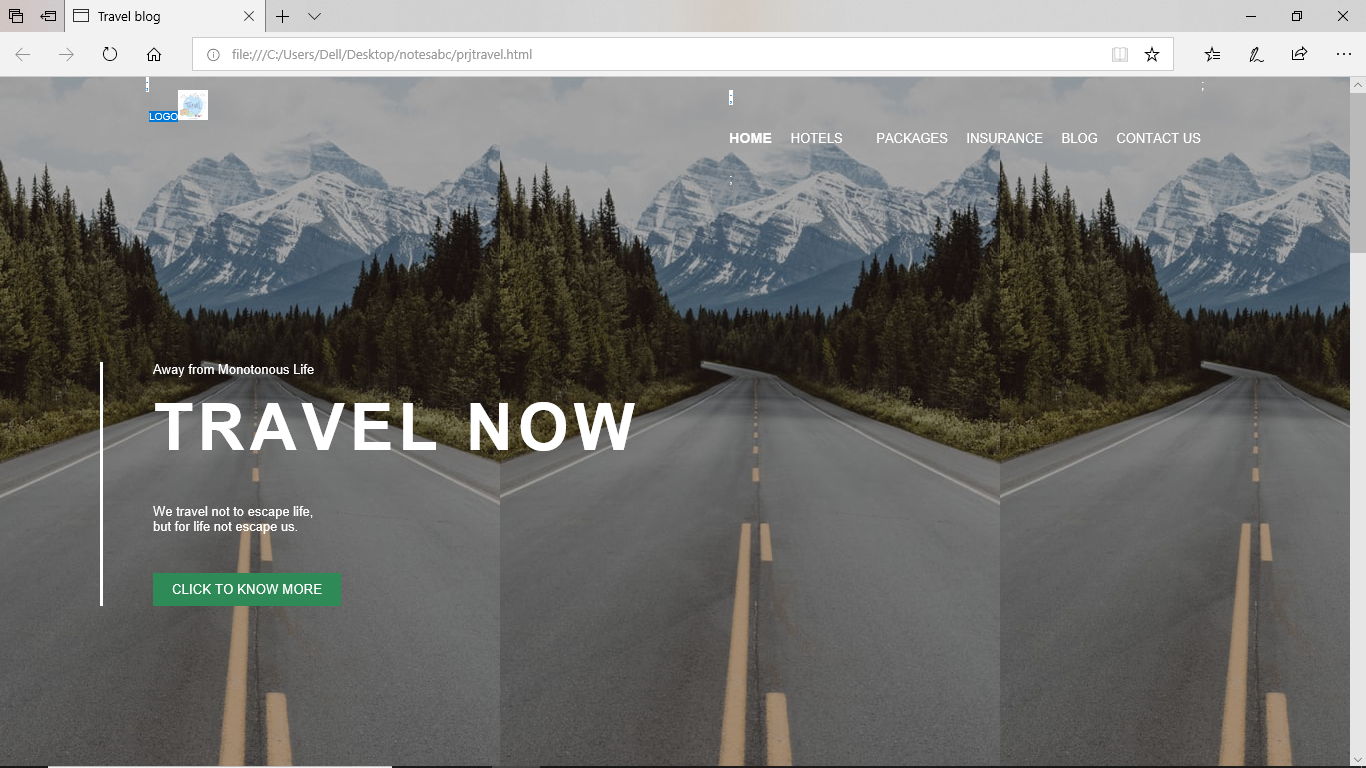 Travel blog
file:///C:/Users/Dell/Desktop/notesabc/prjtravel.html
;
;
;
LOGO
HOME HOTELS PACKAGES INSURANCE BLOG CONTACT US
;
Away from Monotonous Life
TRAVEL NOW
We travel not to escape life,
but for life not escape us.
CLICK TO KNOW MORE